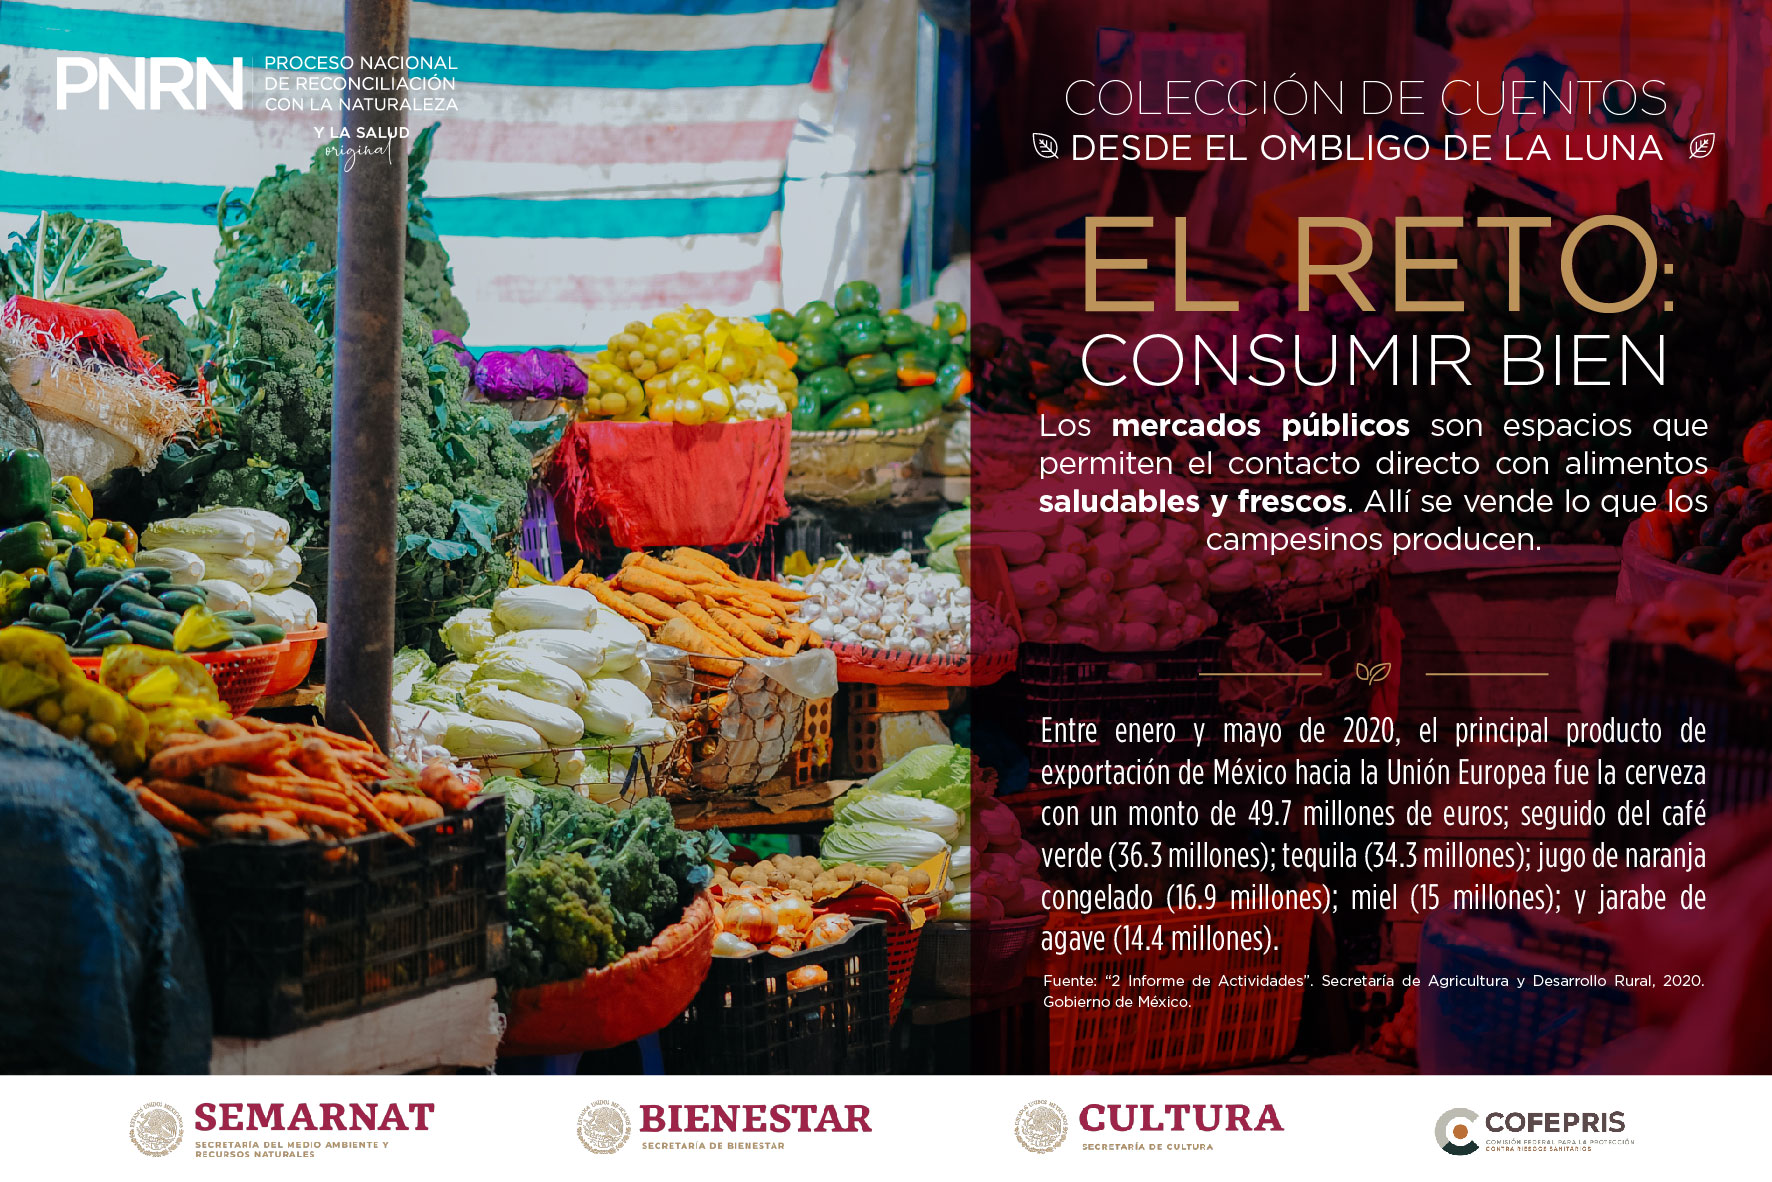 PNRN
PROCESO NACIONAL
DE RECONCILIACIÓN
CON LA NATURALEZA
Y LA SALUD
original
COLECCIÓN DE CUENTOS
DESDE EL OMBLIGO DE LA LUNA
EL RETO:
CONSUMIR BIEN
Los mercados públicos son espacios que
permiten el contacto directo con alimentos
saludables y frescos. Allí se vende lo que los
campesinos producen.
Entre enero y mayo de 2020, el principal producto de
exportación de México hacia la Unión Europea fue la cerveza
con un monto de 49.7 millones de euros; seguido del café
verde (36.3 millones); tequila (34.3 millones); jugo de naranja
congelado (16.9 millones); miel (15 millones); y jarabe de
agave (14.4 millones).
Fuente: “2 Informe de Actividades”. Secretaría de Agricultura y Desarrollo Rural, 2020.
Gobierno de México.
SEMARNAT
SECRETARÍA DEL MEDIO AMBIENTE Y
RECURSOS NATURALES
BIENESTAR
SECRETARÍA DE BIENESTAR
CULTURA
SECRETARÍA DE CULTURA
COFEPRIS
COMISIÓN FEDERAL PARA LA PROTECCIÓN
CONTRA RIESGOS SANITARIOS